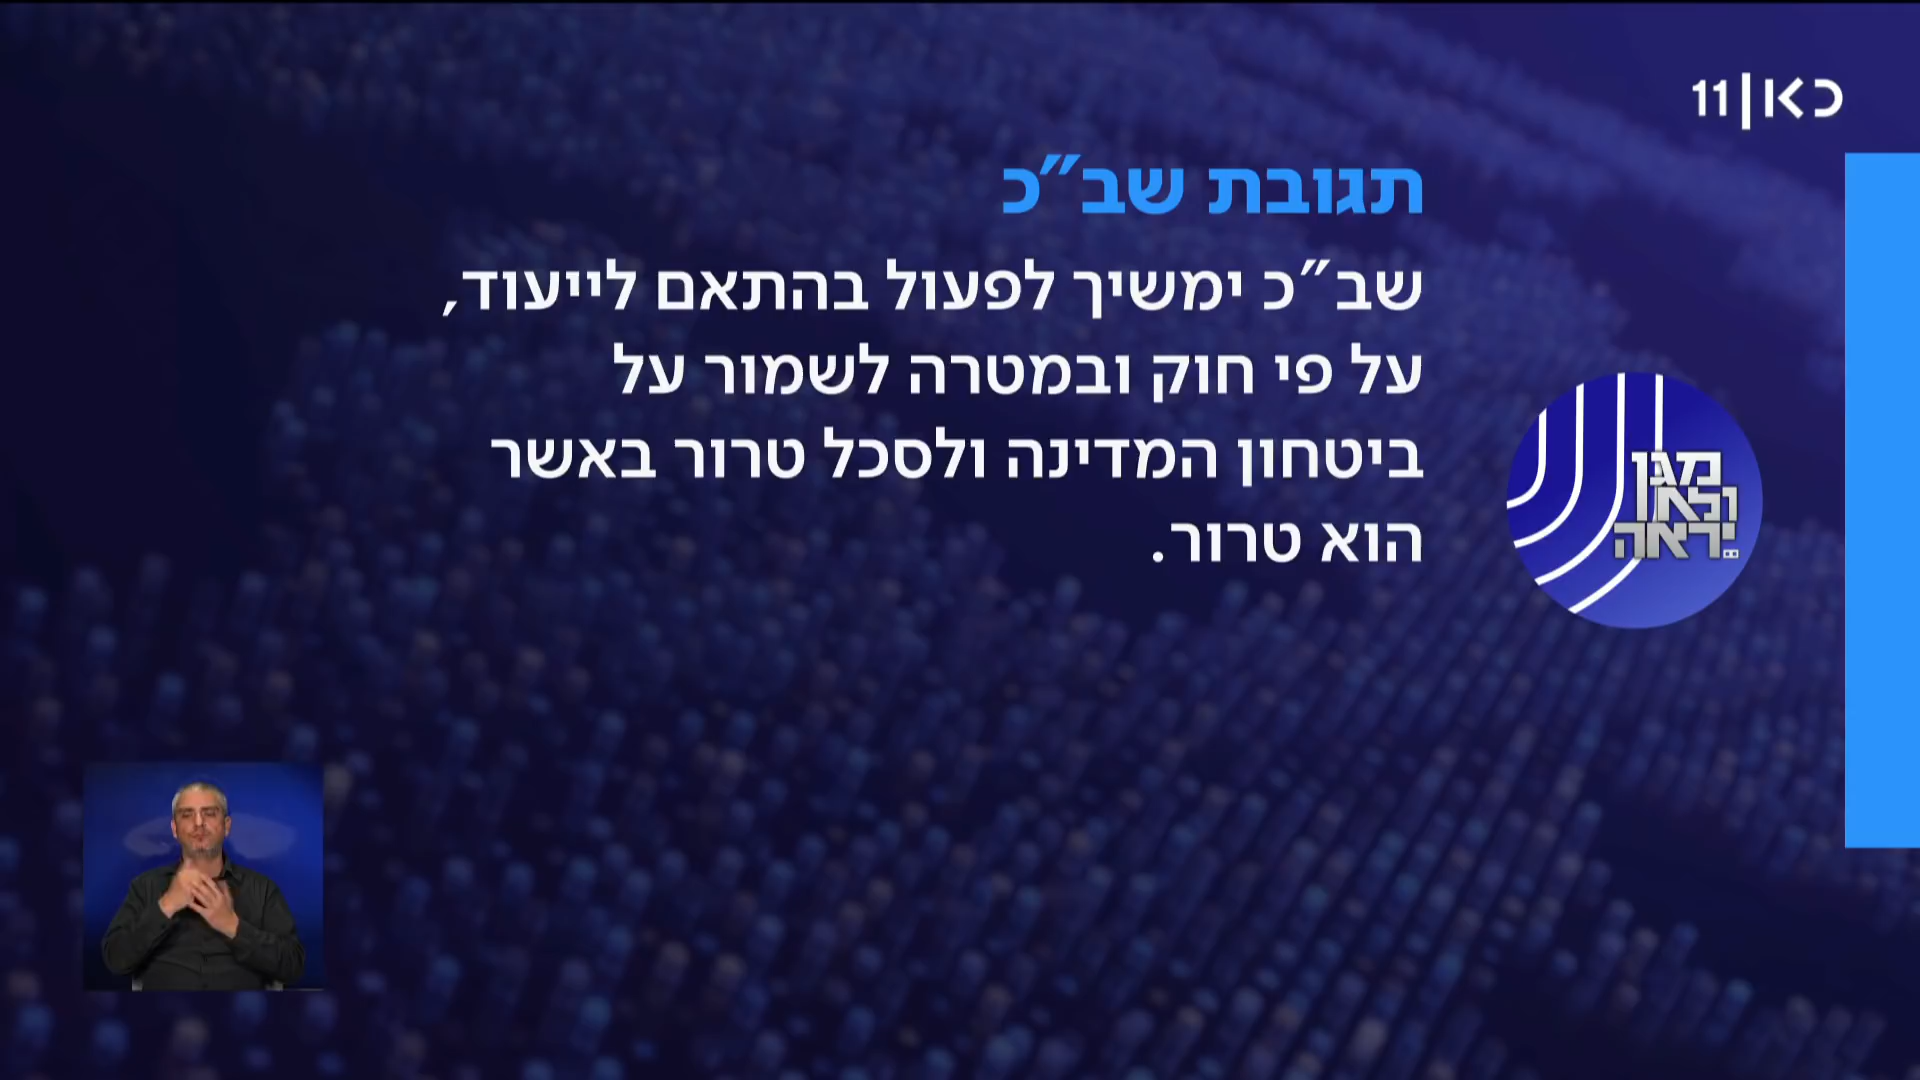 כאן|11
תגובת שב״כ
שב״כ ימשיך לפעול בהתאם לייעוד,
על פי חוק ובמטרה לשמור על
ביטחון המדינה ולסכל טרור באשר
הוא טרור.
מגן
ולא
יראה